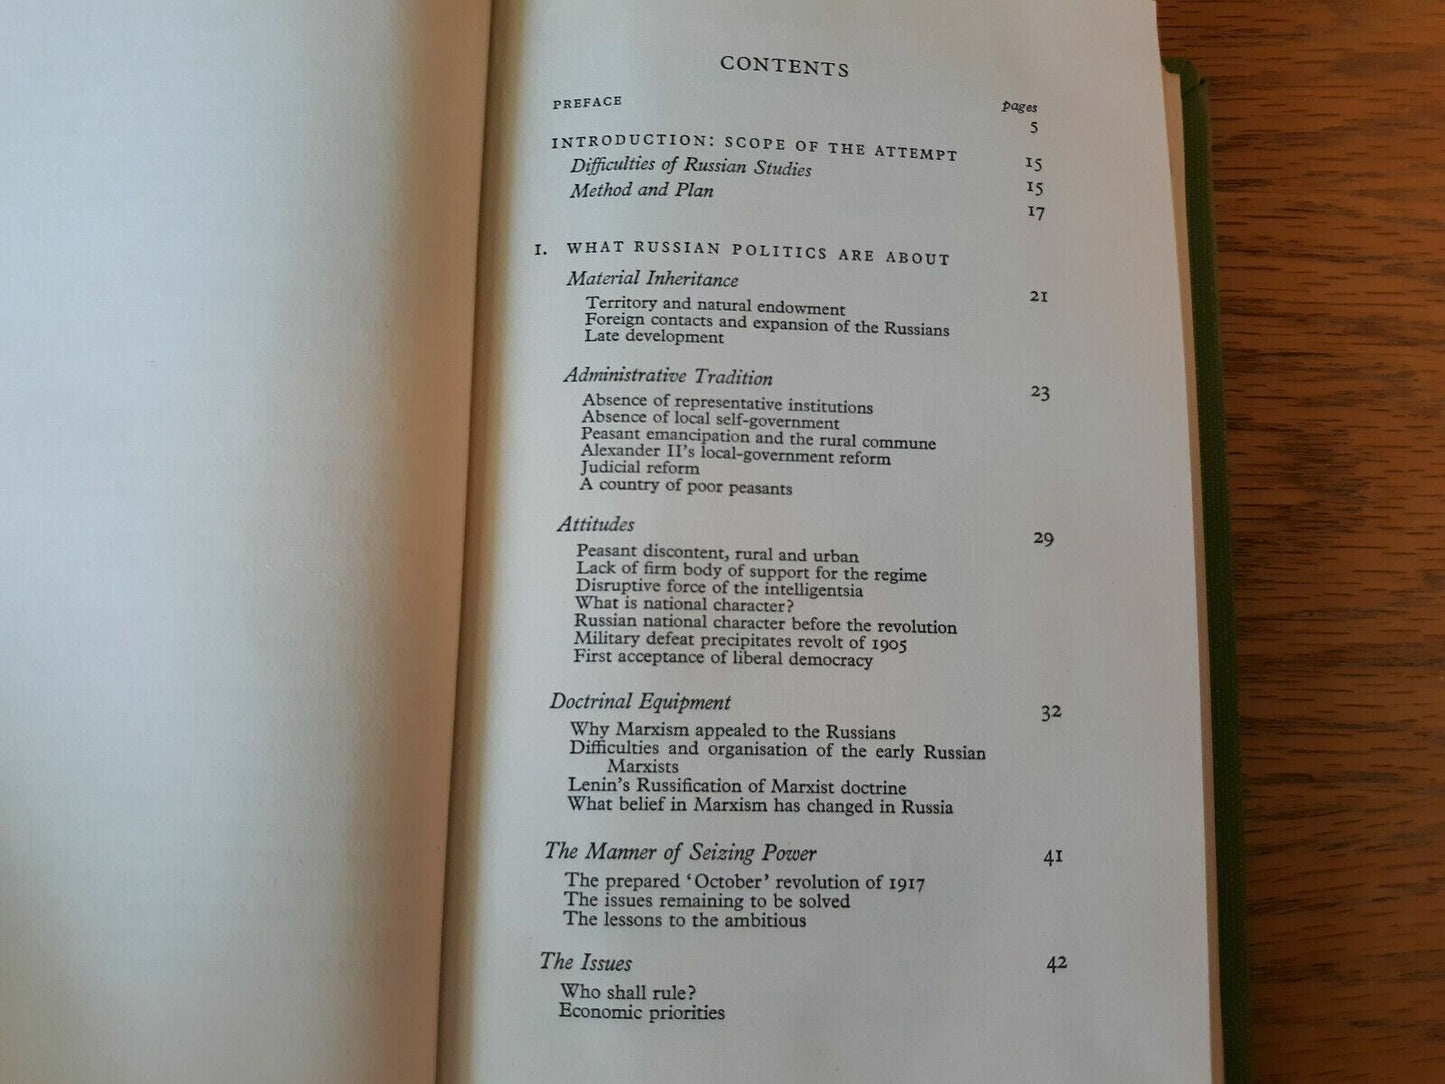 CONTENTS
pages
PREFACE 5
INTRODUCTION: SCOPE OF THE ATTEMPT 15
Difficulties of Russian Studies 15
Method and Plan 17
1. WHAT RUSSIAN POLITICS ARE ABOUT
Material Inheritance 21
Territory and natural endowment
Foreign contacts and expansion of the Russians
Late development
Administrative Tradition 23
Absence of representative institutions
Absence of local self-government
Peasant emancipation and the rural commune
Alexander II's local-government reform
Judicial reform
A country of poor peasants
Attitudes 29
Peasant discontent, rural and urban
Lack of firm body of support for the regime
Disruptive force of the intelligentsia
What is national character?
Russian national character before the revolution
Military defeat precipitates revolt of 1905
First acceptance of liberal democracy
Doctrinal Equipment 32
Why Marxism appealed to the Russians
Difficulties and organisation of the early Russian
Marxists
Lenin's Russification of Marxist doctrine
What belief in Marxism has changed in Russia
The Manner of Seizing Power 41
The prepared 'October' revolution of 1917
The issues remaining to be solved
The lessons to the ambitious
The Issues 42
Who shall rule?
Economic priorities